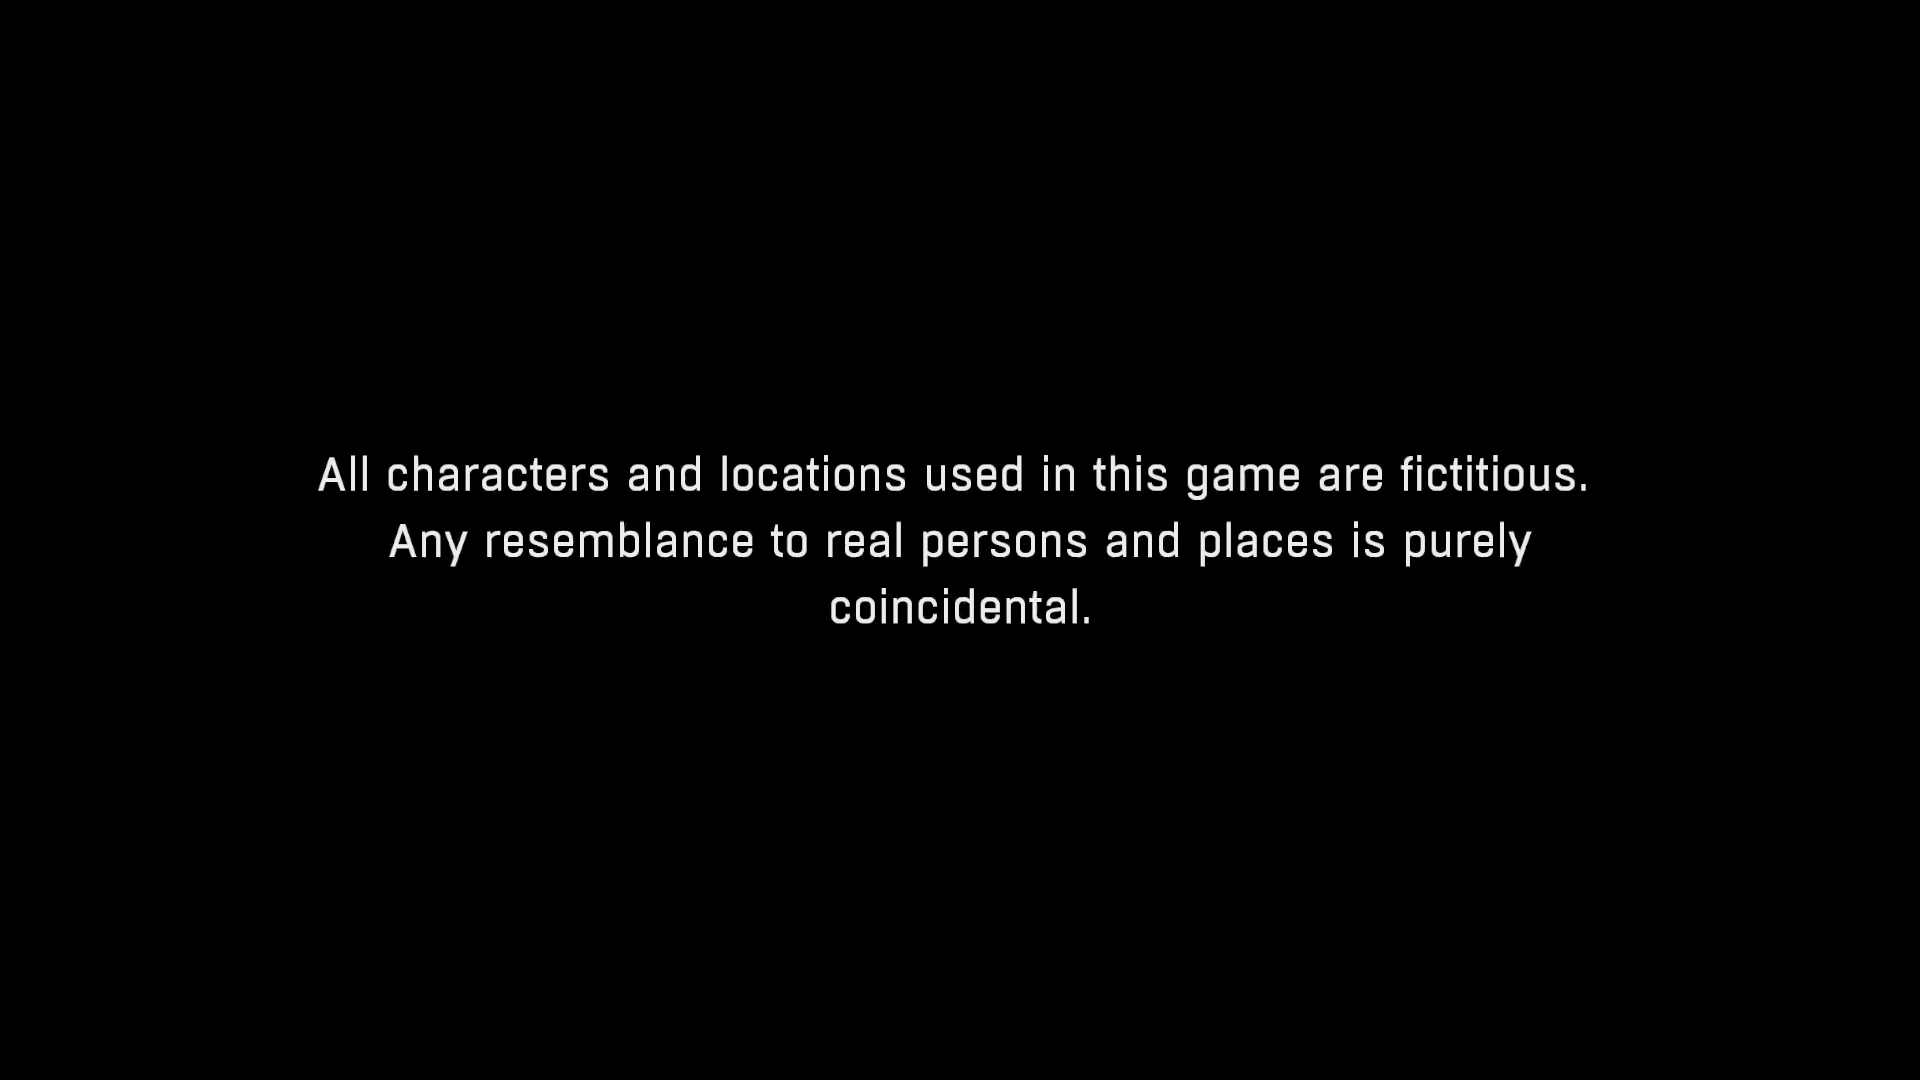 All characters and locations used in this game are fictitious.
Any resemblance to real persons and places is purely
coincidental.